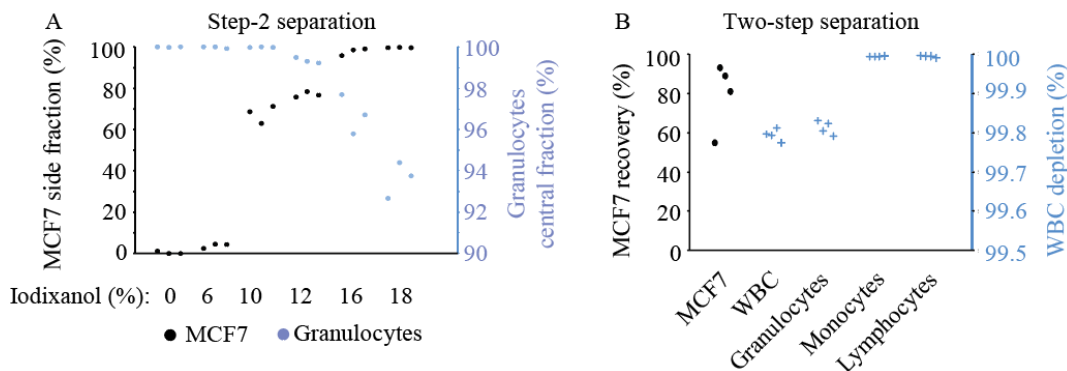 A
Step-2 separation
MCF7 side fraction (%)
100
80
60
40
20
0
100
98
96
94
92
90
Granulocytes
central fraction (%)
Iodixanol (%): 0 6 10 12 16 18
MCF7 Granulocytes
B
Two-step separation
MCF7 recovery (%)
100
80
60
40
20
0
100
99.9
99.8
99.7
99.6
99.5
WBC depletion (%)
MCF7
WBC
Granulocytes
Monocytes
Lymphocytes